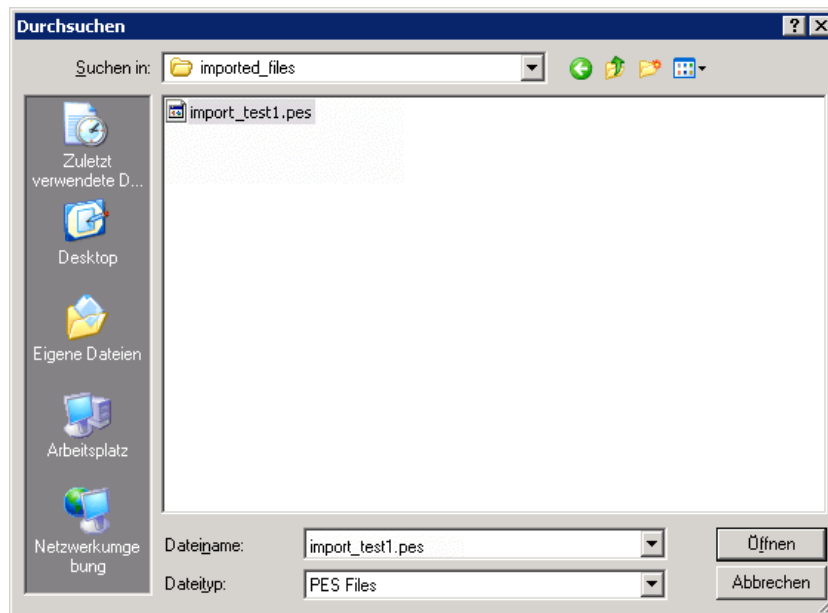 Durchsuchen
Suchen in:
imported_files
import_test1.pes
Zuletzt
verwendete D...
Desktop
Eigene Dateien
Arbeitsplatz
Netzwerkumge
bung
Dateiname:
import_test1.pes
Öffnen
Dateityp:
PES Files
Abbrechen